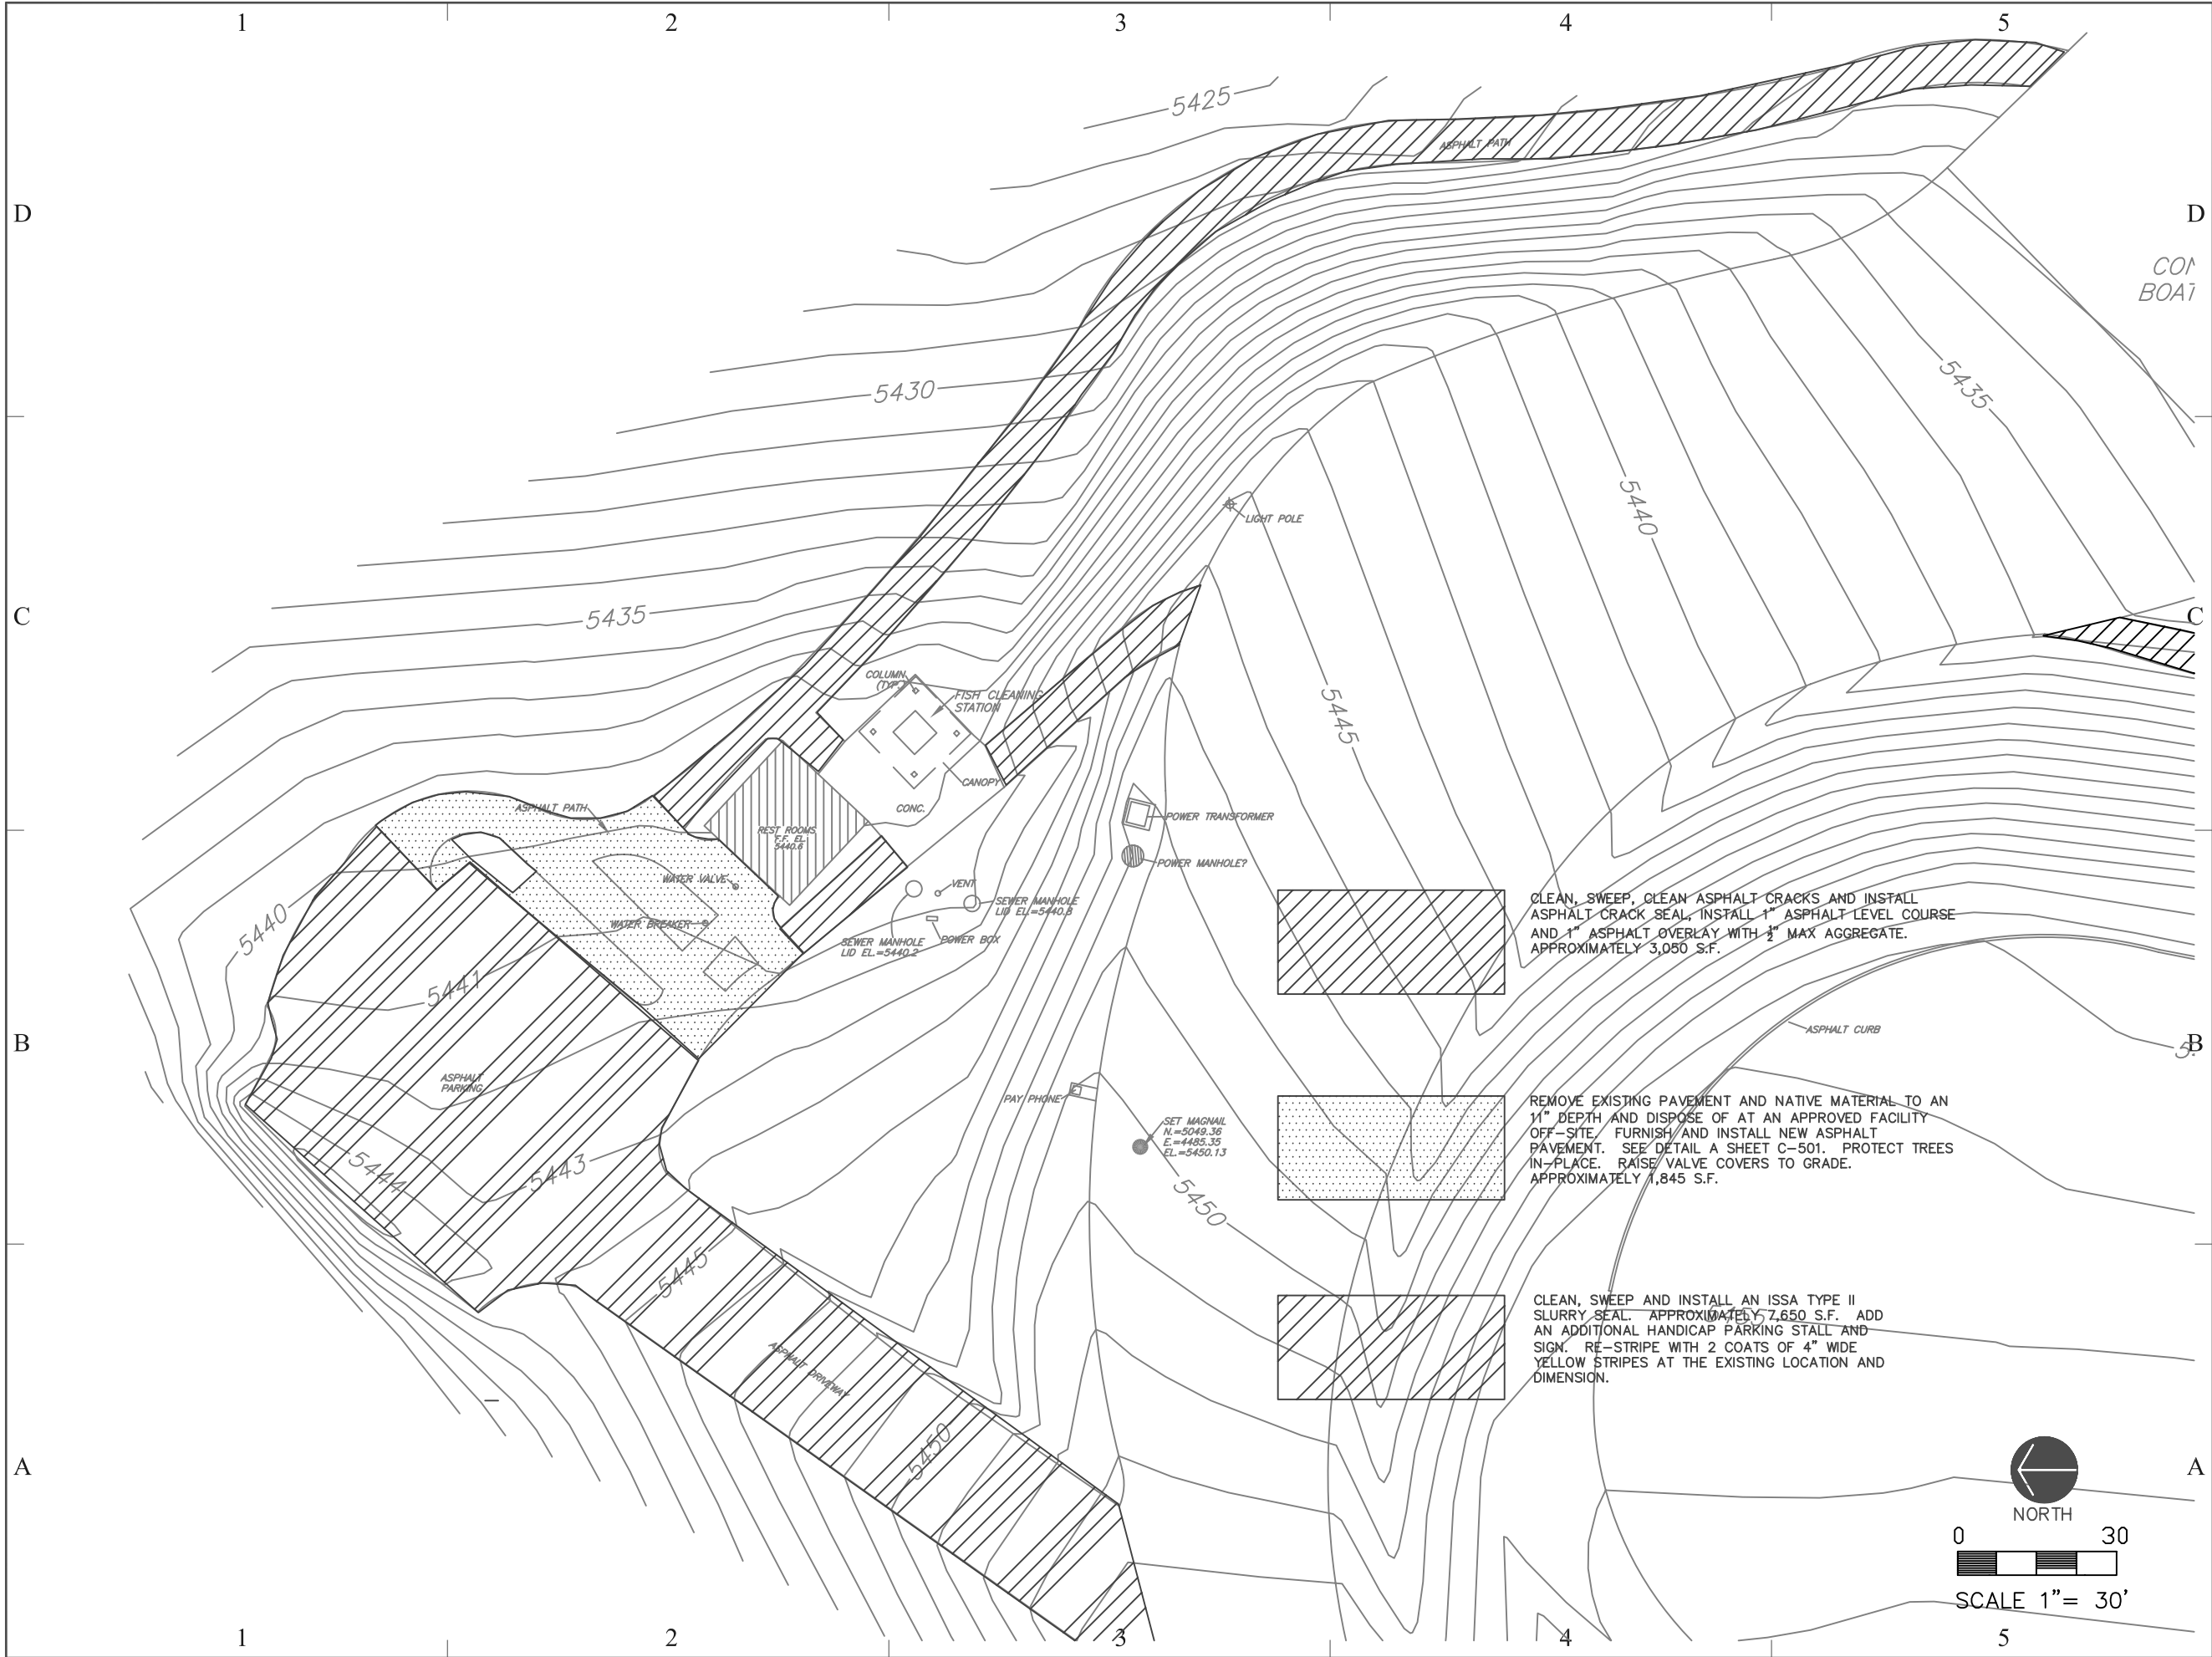 1 2 3 4 5
5425
ASPHALT PATH
D D
BOAT
5430
5435
5440
LIGHT POLE
C C
5435
5445
COLUMN
(TYP)
FISH CLEANING
STATION
CANOPY
CONC.
ASPHALT PATH
REST ROOMS
F.F. EL.
5440.6
POWER TRANSFORMER
POWER MANHOLE?
WATER VALVE
VENT
SEWER MANHOLE
LID EL.=5440.8
WATER BREAKER
POWER BOX
SEWER MANHOLE
LID EL.=5440.2
5440
5441
CLEAN, SWEEP, CLEAN ASPHALT CRACKS AND INSTALL
ASPHALT CRACK SEAL, INSTALL 1" ASPHALT LEVEL COURSE
AND 1" ASPHALT OVERLAY WITH ½" MAX AGGREGATE.
APPROXIMATELY 3,050 S.F.
ASPHALT CURB
B B
ASPHALT
PARKING
PAY PHONE
SET MAGNAIL
N.=5049.36
E.=4485.35
EL.=5450.13
REMOVE EXISTING PAVEMENT AND NATIVE MATERIAL TO AN
11" DEPTH AND DISPOSE OF AT AN APPROVED FACILITY
OFF-SITE. FURNISH AND INSTALL NEW ASPHALT
PAVEMENT. SEE DETAIL A SHEET C-501. PROTECT TREES
IN-PLACE. RAISE VALVE COVERS TO GRADE.
APPROXIMATELY 1,845 S.F.
5444
5443
5450
5445
CLEAN, SWEEP AND INSTALL AN ISSA TYPE II
SLURRY SEAL. APPROXIMATELY 7,650 S.F. ADD
AN ADDITIONAL HANDICAP PARKING STALL AND
SIGN. RE-STRIPE WITH 2 COATS OF 4" WIDE
YELLOW STRIPES AT THE EXISTING LOCATION AND
DIMENSION.
5455
ASPHALT DRIVEWAY
5450
A A
NORTH
0 30
SCALE 1"= 30'
1 2 3 4 5